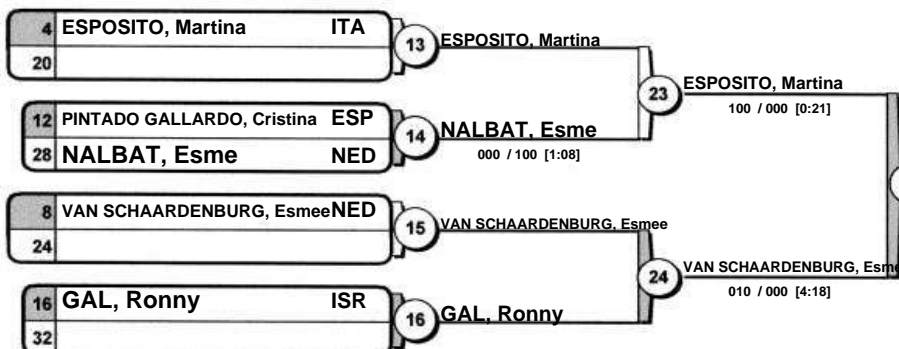 4 ESPOSITO, Martina ITA
20
13 ESPOSITO, Martina
12 PINTADO GALLARDO, Cristina ESP
28 NALBAT, Esme NED
14 NALBAT, Esme
000 / 100 [1:08]
23 ESPOSITO, Martina
100 / 000 [0:21]
8 VAN SCHAARDENBURG, Esmee NED
24
15 VAN SCHAARDENBURG, Esmee
16 GAL, Ronny ISR
32
16 GAL, Ronny
24 VAN SCHAARDENBURG, Esme
010 / 000 [4:18]